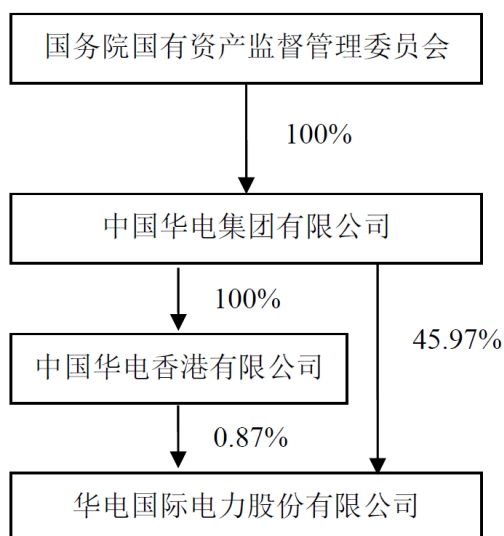 国务院国有资产监督管理委员会
100%
中国华电集团有限公司
100%
45.97%
中国华电香港有限公司
0.87%
华电国际电力股份有限公司